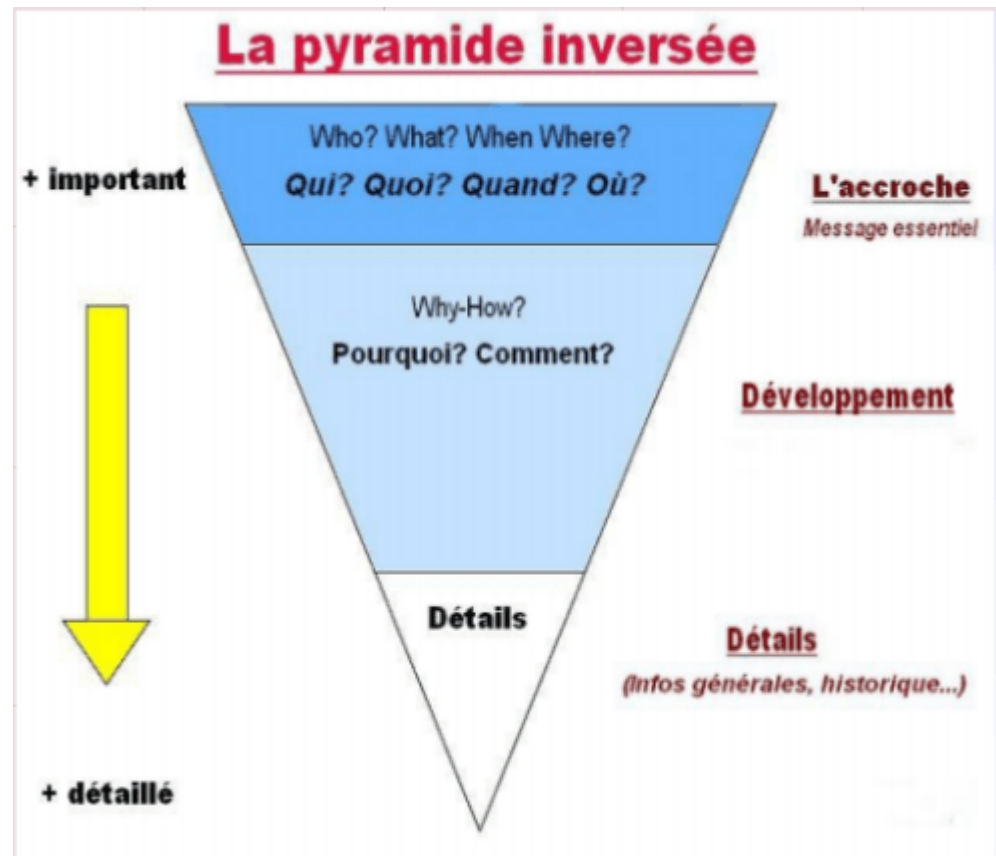 La pyramide inversée
Who? What? When Where?
+ important
Qui? Quoi? Quand? Où?
L'accroche
Message essentiel
Why-How?
Pourquoi? Comment?
Développement
Détails
Détails
(Infos générales, historique...)
+ détaillé